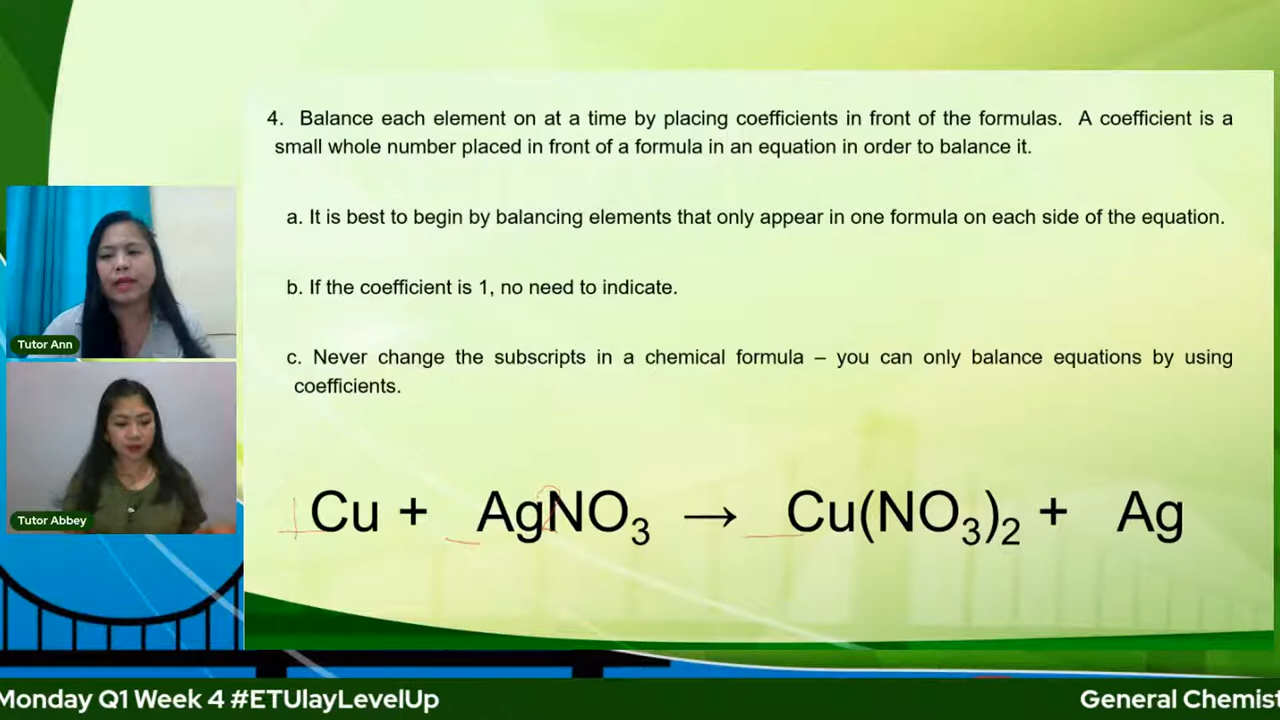 4. Balance each element on at a time by placing coefficients in front of the formulas. A coefficient is a
small whole number placed in front of a formula in an equation in order to balance it.
a. It is best to begin by balancing elements that only appear in one formula on each side of the equation.
b. If the coefficient is 1, no need to indicate.
c. Never change the subscripts in a chemical formula – you can only balance equations by using
coefficients.
Tutor Ann
Tutor Abbey
1 Cu + AgNO₃ → Cu(NO₃)₂ + Ag
Monday Q1 Week 4 #ETUlayLevelUp
General Chemist